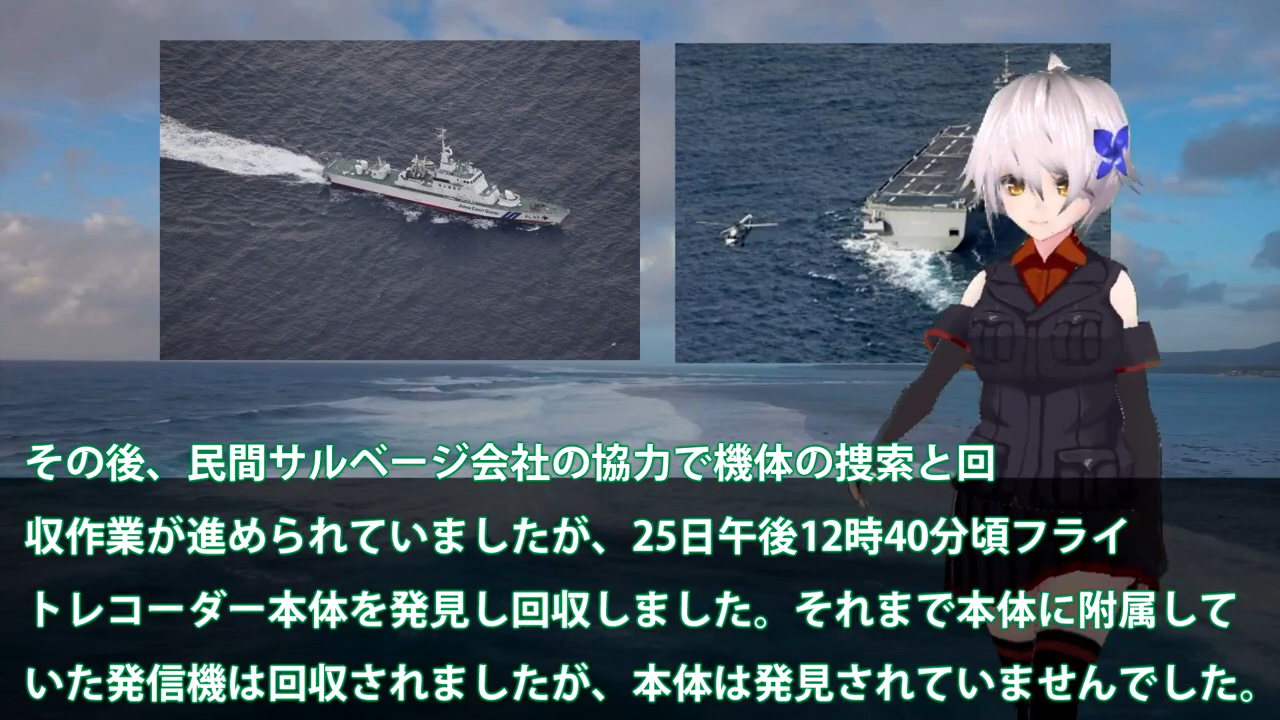 JAPAN COAST GUARD
その後、民間サルベージ会社の協力で機体の捜索と回
収作業が進められていましたが、25日午後12時40分頃フライ
トレコーダー本体を発見し回収しました。それまで本体に附属して
いた発信機は回収されましたが、本体は発見されていませんでした。